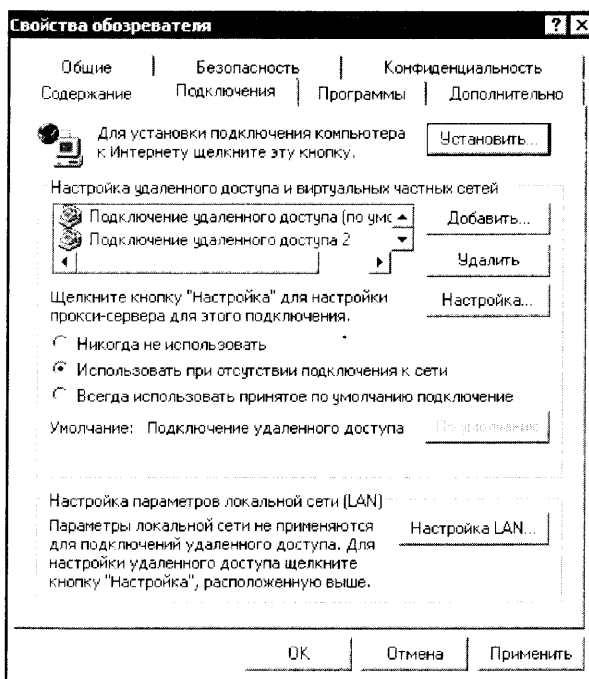 Свойства обозревателя
Общие
Безопасность
Конфиденциальность
Содержание
Подключения
Программы
Дополнительно
Для установки подключения компьютера
к Интернету щелкните эту кнопку.
Установить...
Настройка удаленного доступа и виртуальных частных сетей
Подключение удаленного доступа (по умс
Подключение удаленного доступа 2
Добавить...
Удалить
Щелкните кнопку "Настройка" для настройки
прокси-сервера для этого подключения.
Настройка...
Никогда не использовать
Использовать при отсутствии подключения к сети
Всегда использовать принятое по умолчанию подключение
Умолчание: Подключение удаленного доступа
По умолчанию
Настройка параметров локальной сети (LAN)
Параметры локальной сети не применяются
для подключений удаленного доступа. Для
настройки удаленного доступа щелкните
кнопку "Настройка", расположенную выше.
Настройка LAN...
OK
Отмена
Применить